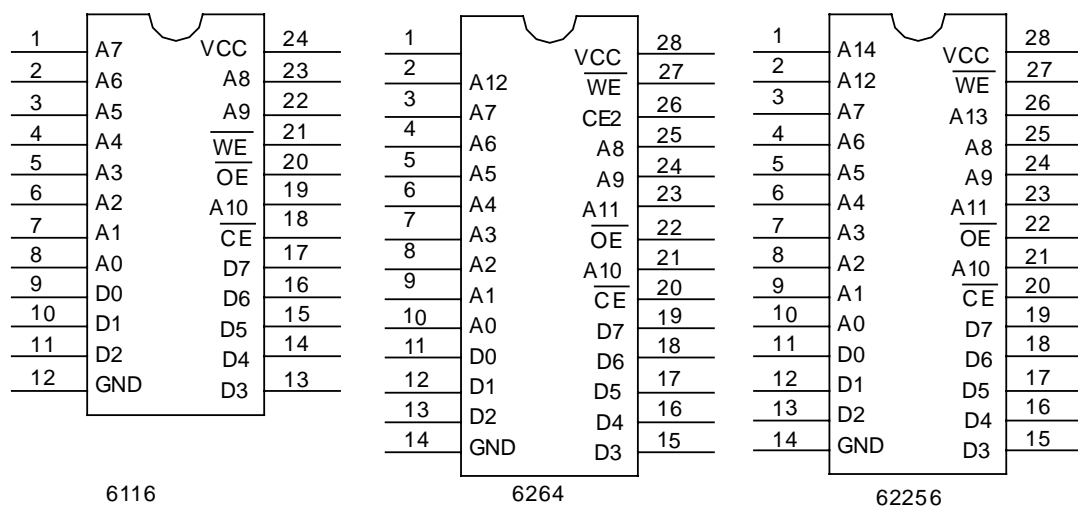 1 A7 VCC 24
2 A6 A8 23
3 A5 A9 22
4 A4 WE 21
5 A3 OE 20
6 A2 A10 19
7 A1 CE 18
8 A0 D7 17
9 D0 D6 16
10 D1 D5 15
11 D2 D4 14
12 GND D3 13
6116
1 VCC 28
2 A12 WE 27
3 A7 CE2 26
4 A6 A8 25
5 A5 A9 24
6 A4 A11 23
7 A3 OE 22
8 A2 A10 21
9 A1 CE 20
10 A0 D7 19
11 D0 D6 18
12 D1 D5 17
13 D2 D4 16
14 GND D3 15
6264
1 A14 VCC 28
2 A12 WE 27
3 A7 A13 26
4 A6 A8 25
5 A5 A9 24
6 A4 A11 23
7 A3 OE 22
8 A2 A10 21
9 A1 CE 20
10 A0 D7 19
11 D0 D6 18
12 D1 D5 17
13 D2 D4 16
14 GND D3 15
62256